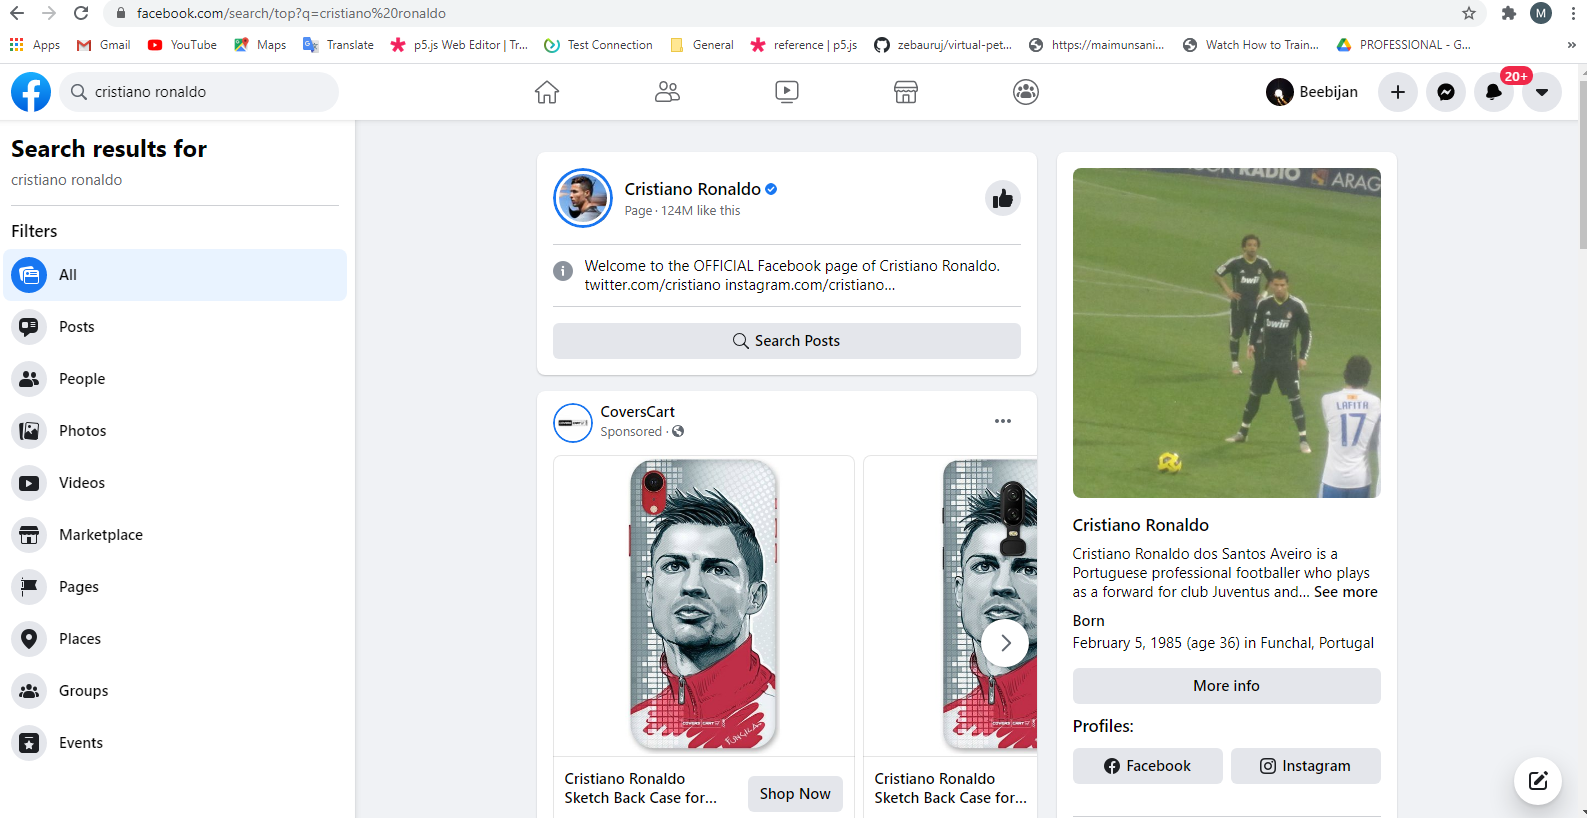 facebook.com/search/top?q=cristiano%20ronaldo
M
Apps
Gmail
YouTube
Maps
Translate
p5.js Web Editor | Tr...
Test Connection
General
reference | p5.js
zebauruj/virtual-pet...
https://maimunsani...
Watch How to Train...
PROFESSIONAL - G...
»
cristiano ronaldo
Beebijan
20+
Search results for
cristiano ronaldo
Filters
All
Posts
People
Photos
Videos
Marketplace
Pages
Places
Groups
Events
Cristiano Ronaldo
Page · 124M like this
Welcome to the OFFICIAL Facebook page of Cristiano Ronaldo.
twitter.com/cristiano instagram.com/cristiano...
Search Posts
CoversCart
Sponsored ·
Cristiano Ronaldo
Sketch Back Case for...
Shop Now
Cristiano Ronaldo
Sketch Back Case for...
RADIO
ARAG
bwin
bwin
LAFITA
17
Cristiano Ronaldo
Cristiano Ronaldo dos Santos Aveiro is a
Portuguese professional footballer who plays
as a forward for club Juventus and... See more
Born
February 5, 1985 (age 36) in Funchal, Portugal
More info
Profiles:
Facebook
Instagram